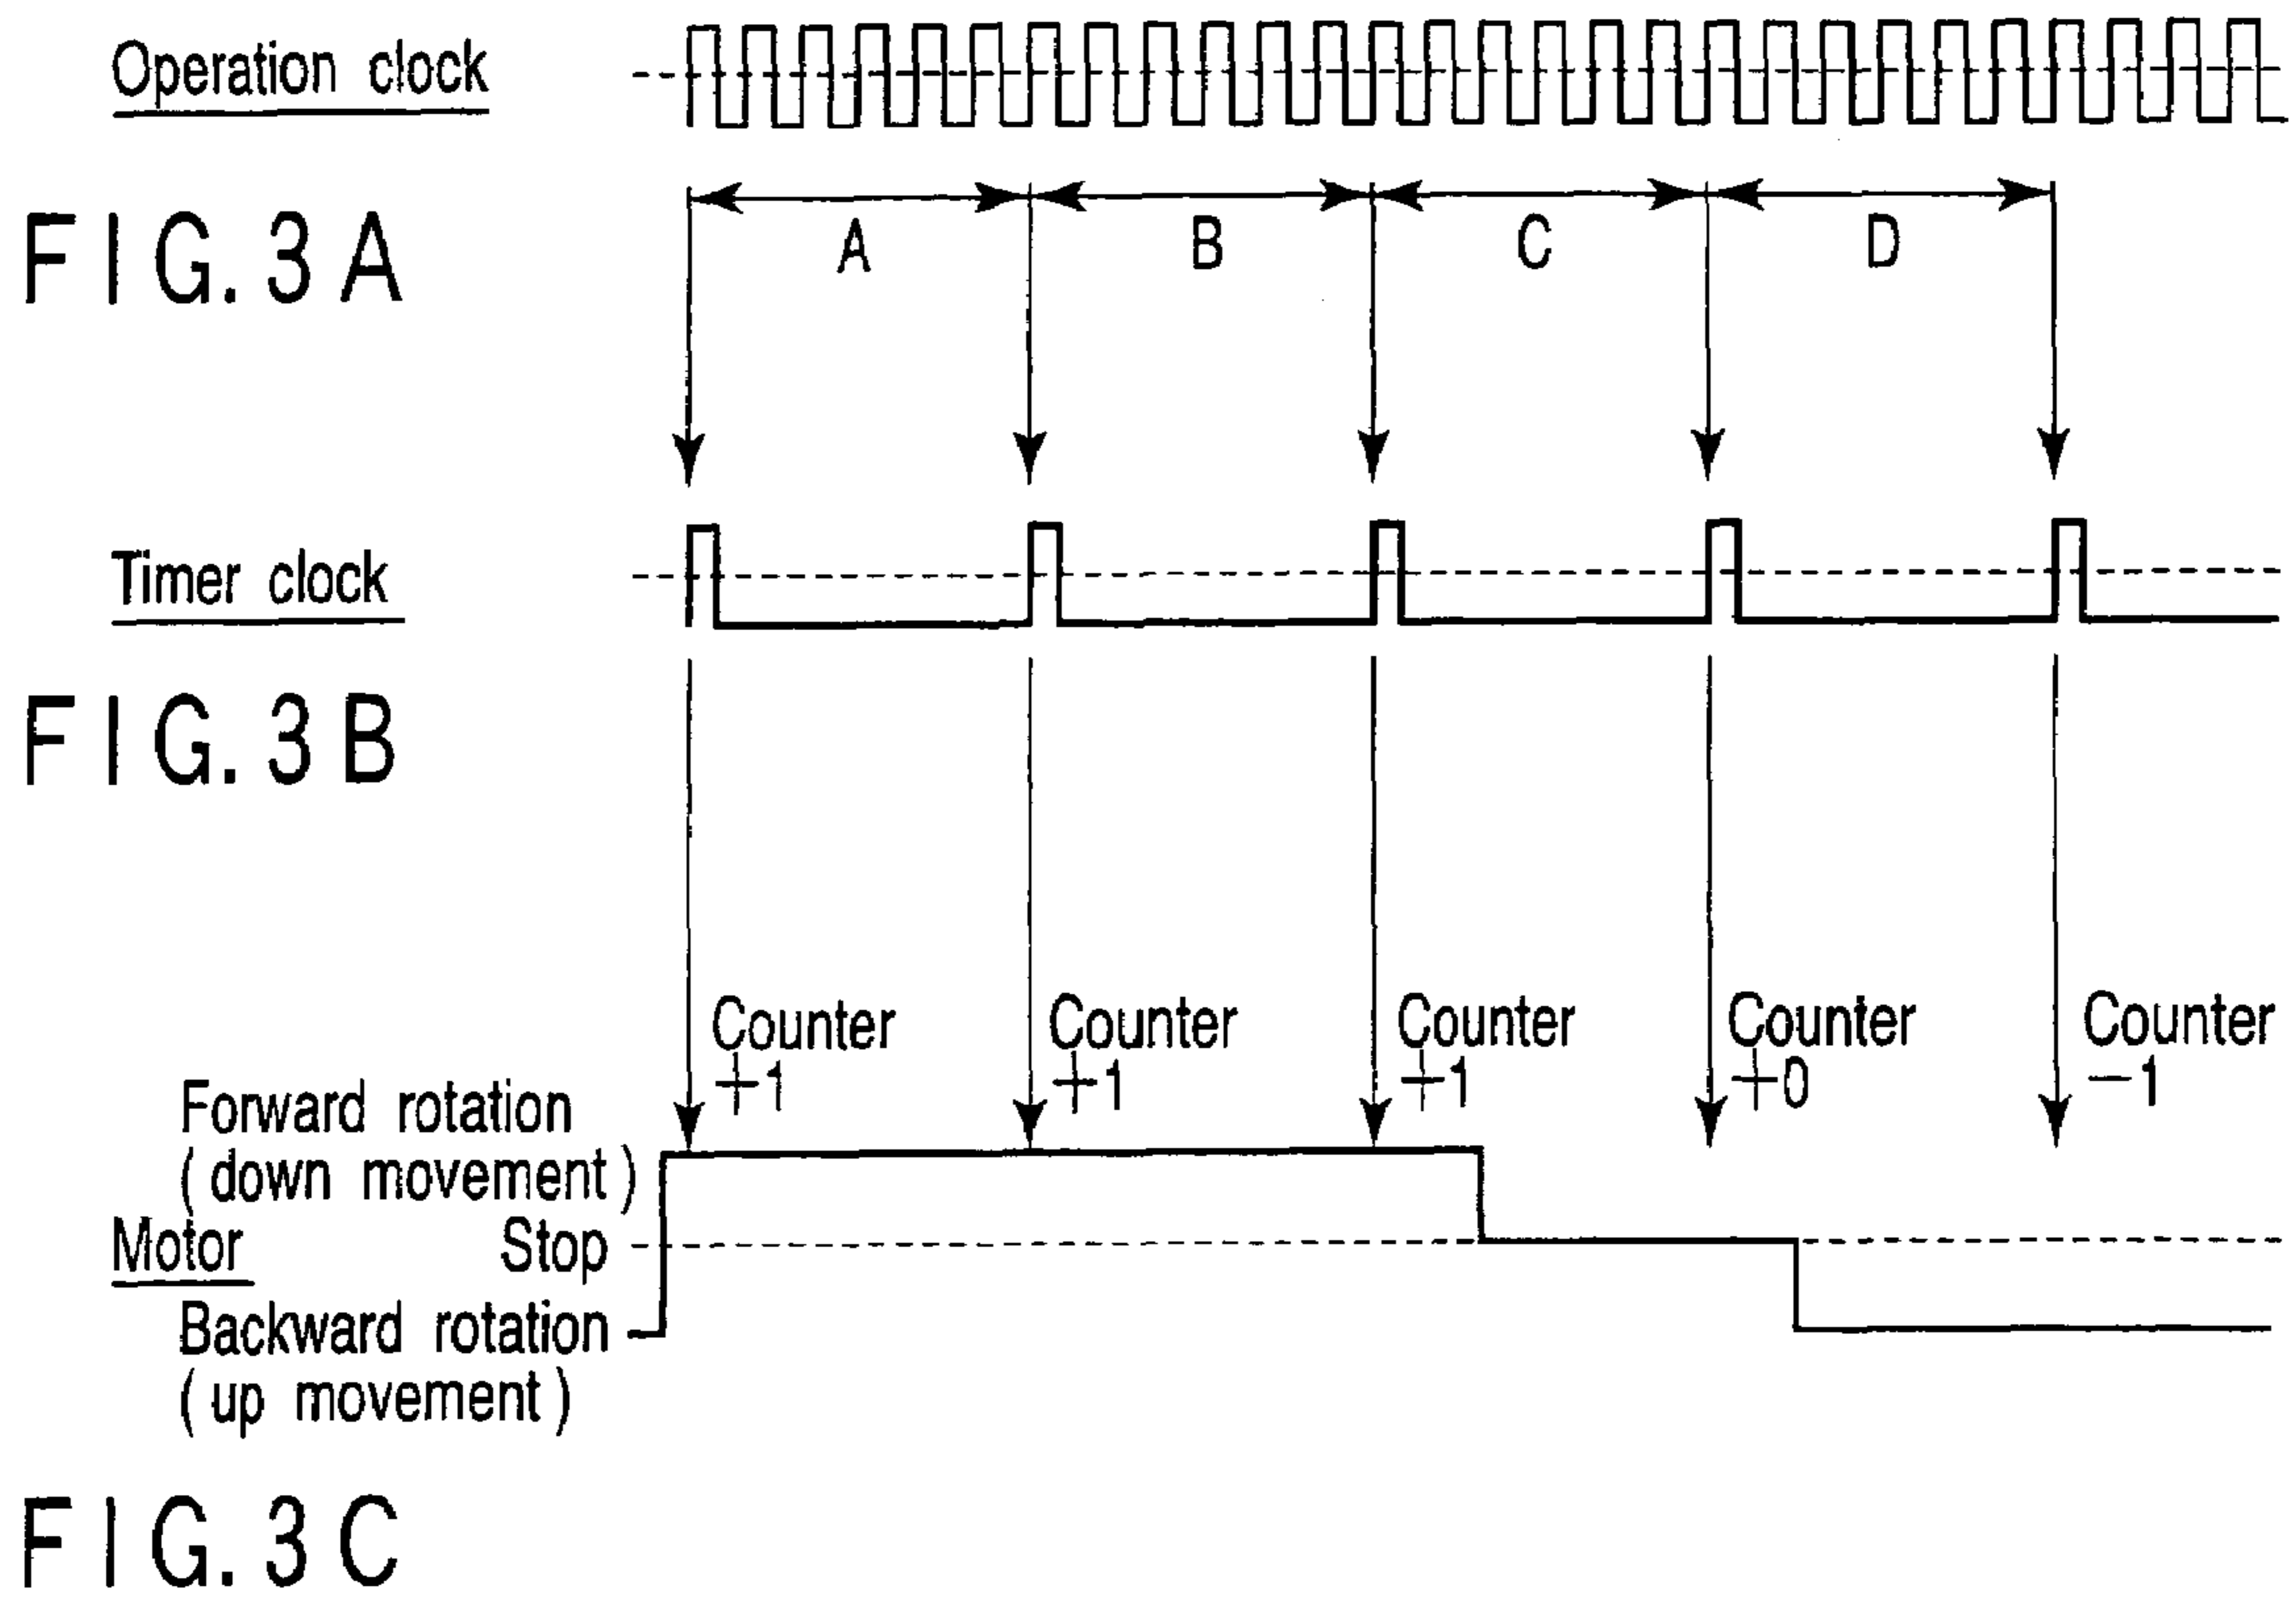 Operation clock
FIG. 3A
A
B
C
D
Timer clock
FIG. 3B
Counter
+1
Counter
+1
Counter
+1
Counter
+0
Counter
-1
Forward rotation
(down movement)
Motor
Stop
Backward rotation
(up movement)
FIG. 3C